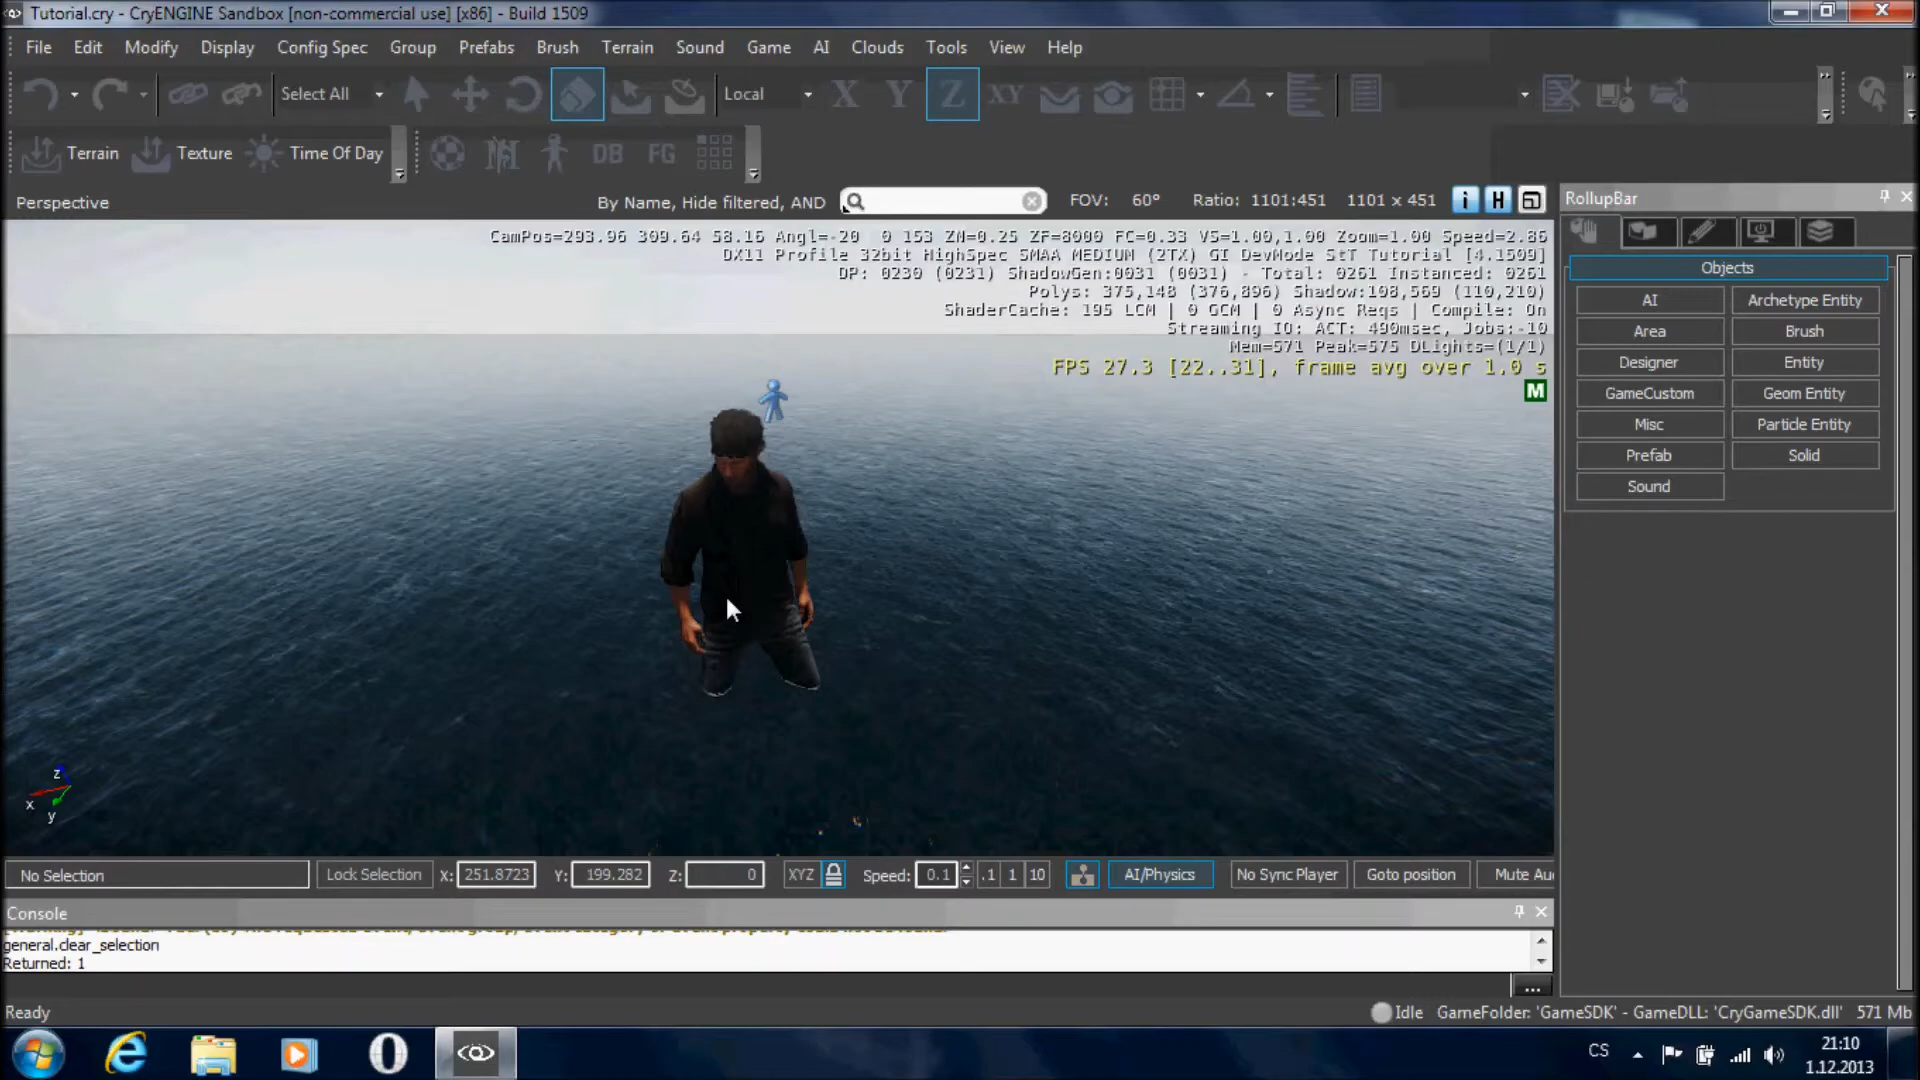 Tutorial.cry - CryENGINE Sandbox [non-commercial use] [x86] - Build 1509
File Edit Modify Display Config Spec Group Prefabs Brush Terrain Sound Game AI Clouds Tools View Help
Select All Local X Y Z XY
Terrain Texture Time Of Day DB FG
Perspective By Name, Hide filtered, AND FOV: 60° Ratio: 1101:451 1101 x 451 i H
RollupBar
CamPos=293.96 309.64 58.16 Angl=-20 0 153 ZN=0.25 ZF=8000 FC=0.33 VS=1.00,1.00 Zoom=1.00 Speed=2.86
DX11 Profile 32bit HighSpec SMAA MEDIUM (2TX) GI DevMode StT Tutorial [4.1509]
DP: 0230 (0231) ShadowGen:0031 (0031) - Total: 0261 Instanced: 0261
Polys: 375,148 (376,896) Shadow:108,569 (110,210)
ShaderCache: 195 LCM | 0 GCM | 0 Async Reqs | Compile: On
Streaming IO: ACT: 490msec, Jobs:-10
Mem=571 Peak=575 DLights=(1/1)
FPS 27.3 [22..31], frame avg over 1.0 s
M
Objects
AI Archetype Entity
Area Brush
Designer Entity
GameCustom Geom Entity
Misc Particle Entity
Prefab Solid
Sound
z
x
y
No Selection Lock Selection X: 251.8723 Y: 199.282 Z: 0 XYZ Speed: 0.1 .1 1 10 AI/Physics No Sync Player Goto position Mute Au
Console
general.clear_selection
Returned: 1
...
Ready Idle GameFolder: 'GameSDK' - GameDLL: 'CryGameSDK.dll' 571 Mb
CS 21:10
1.12.2013